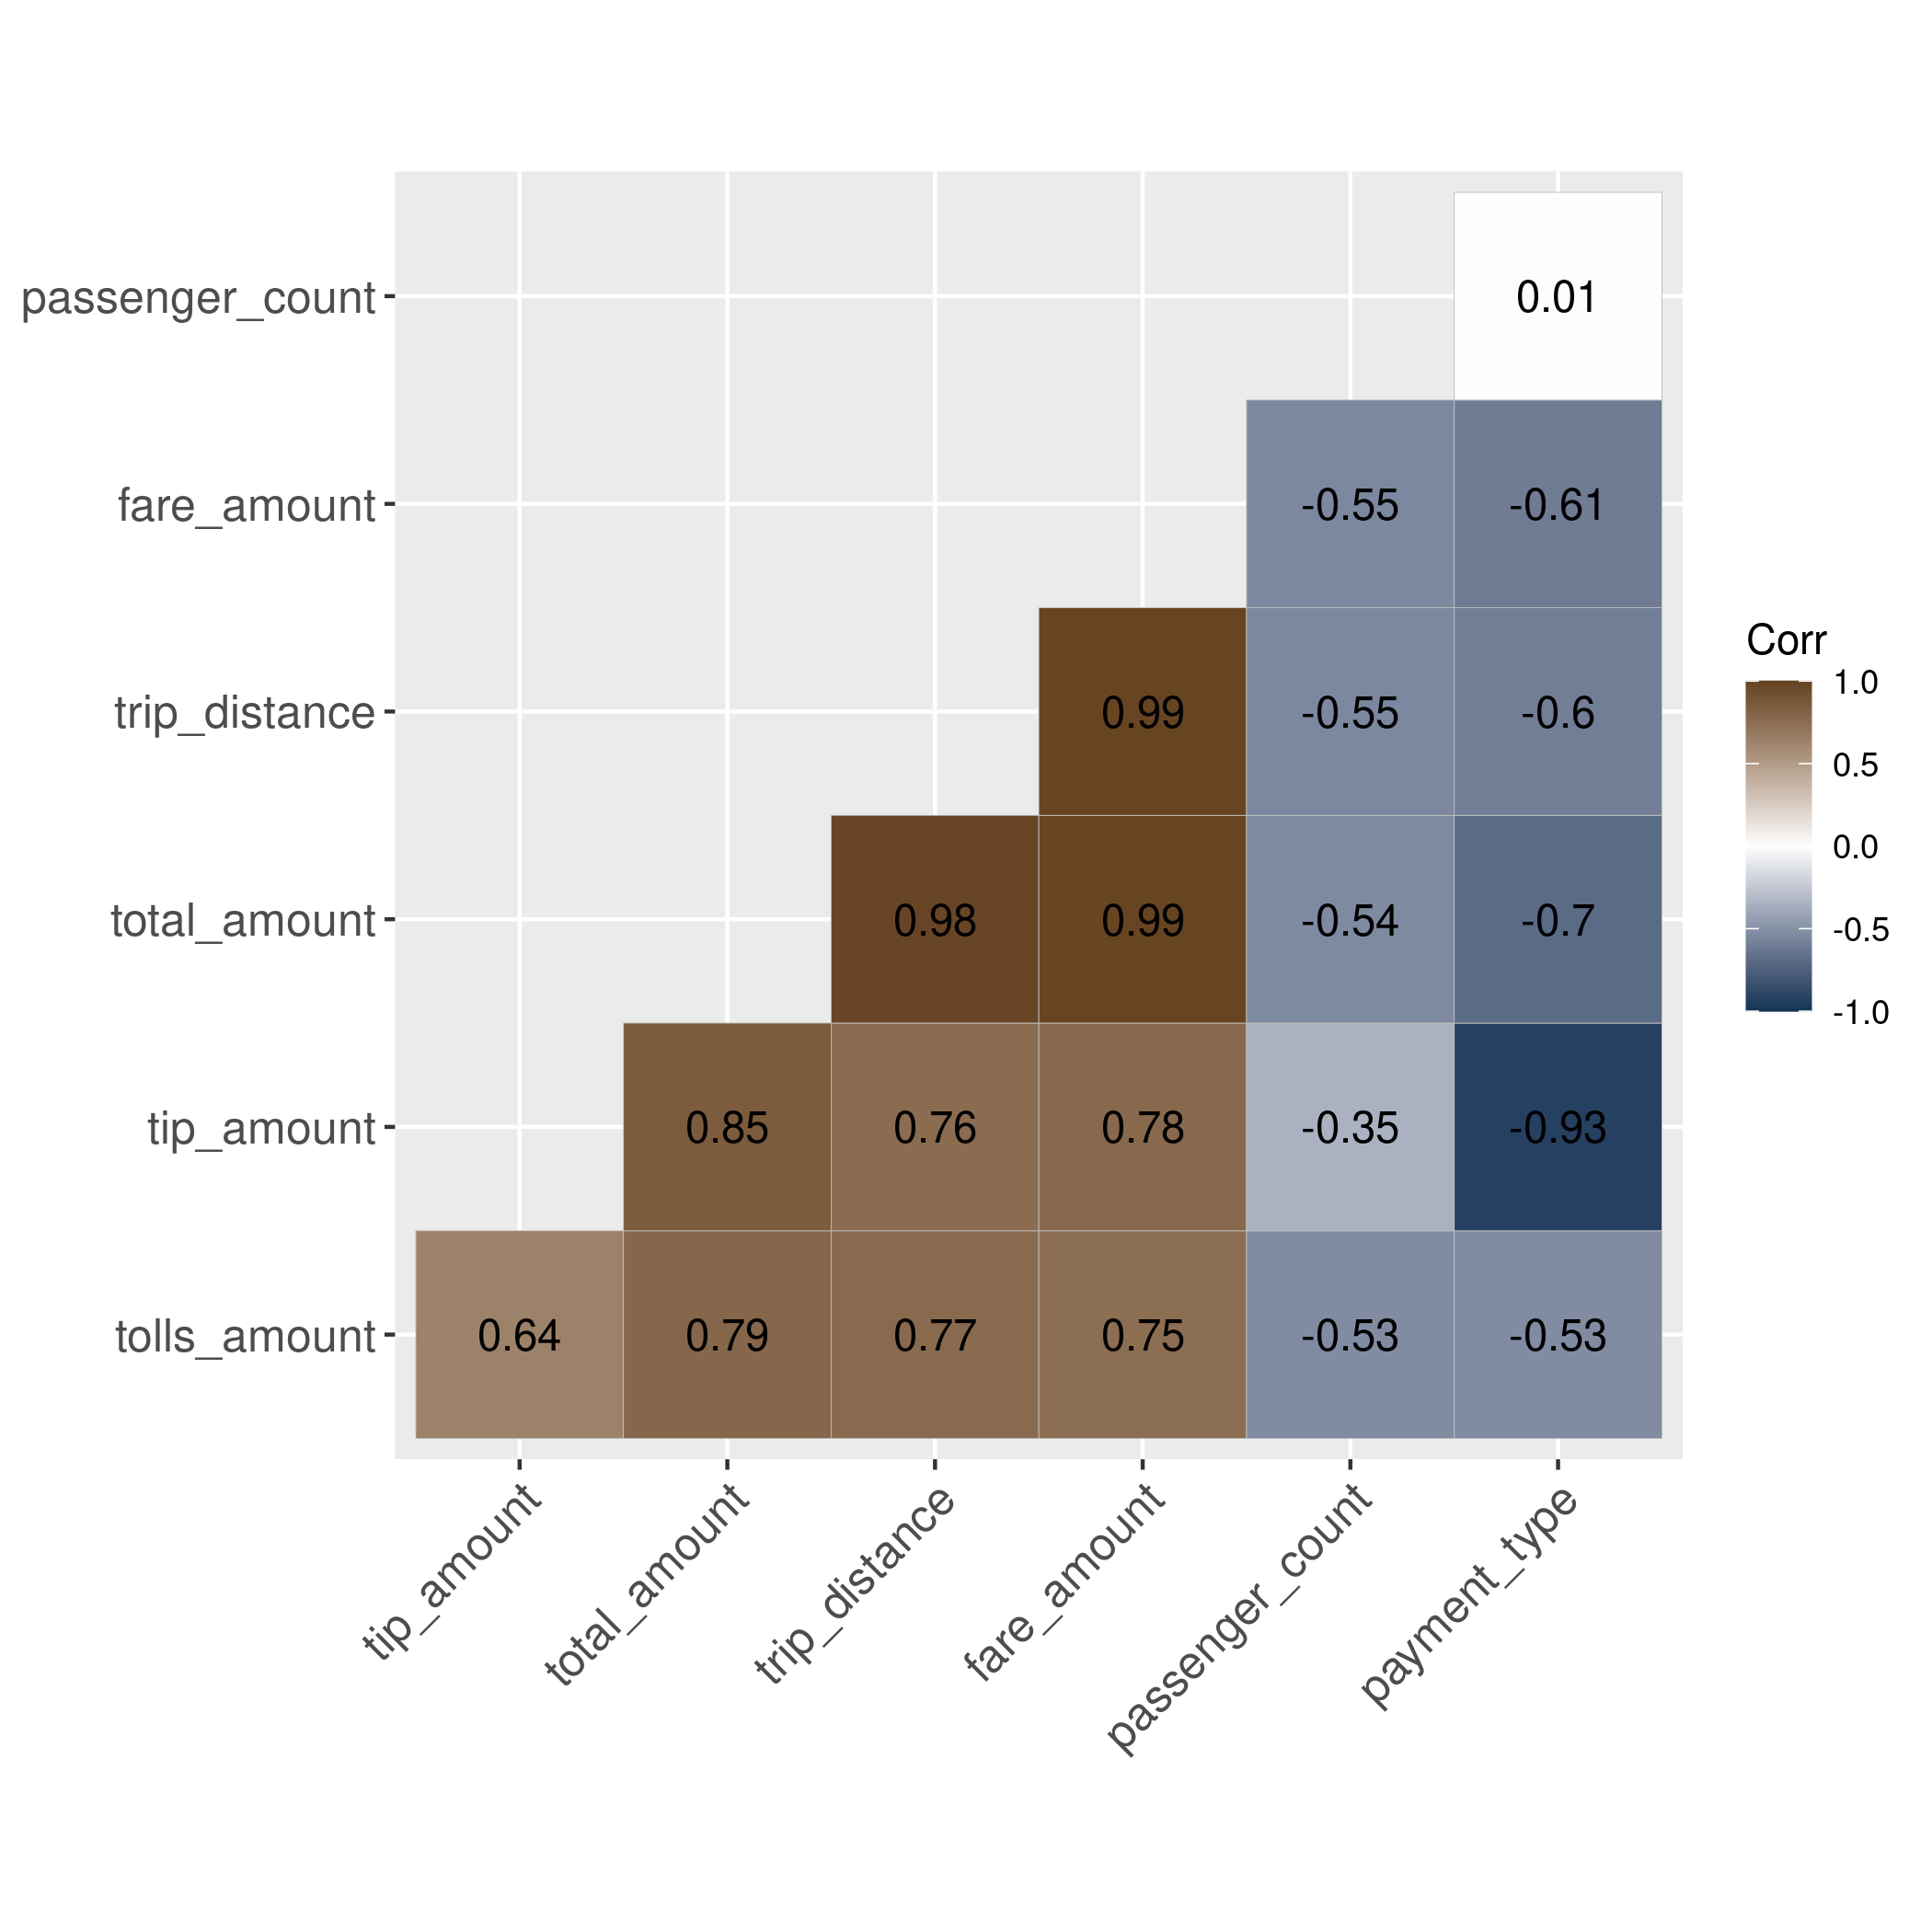 passenger_count
0.01
fare_amount
-0.55 -0.61
trip_distance
0.99 -0.55 -0.6
total_amount
0.98 0.99 -0.54 -0.7
tip_amount
0.85 0.76 0.78 -0.35 -0.93
tolls_amount
0.64 0.79 0.77 0.75 -0.53 -0.53
tip_amount
total_amount
trip_distance
fare_amount
passenger_count
payment_type
Corr
1.0
0.5
0.0
-0.5
-1.0